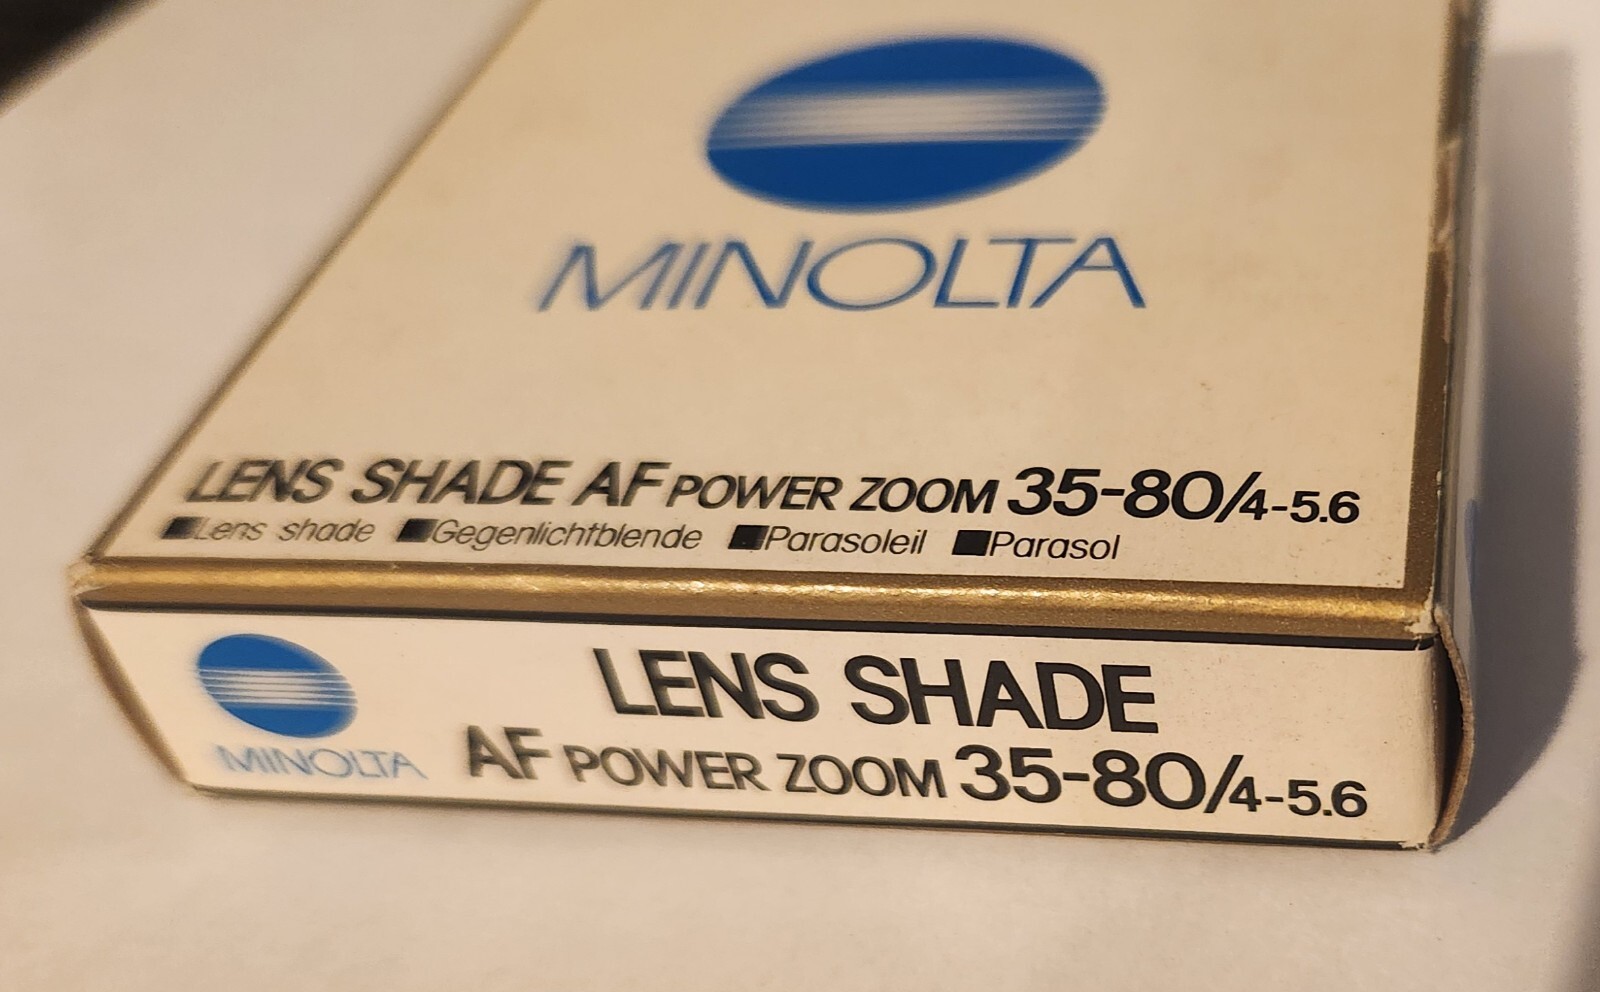 MINOLTA
LENS SHADE AF POWER ZOOM 35-80/4-5.6
■Lens shade ■Gegenlichtblende ■Parasoleil ■Parasol
MINOLTA
LENS SHADE
AF POWER ZOOM 35-80/4-5.6